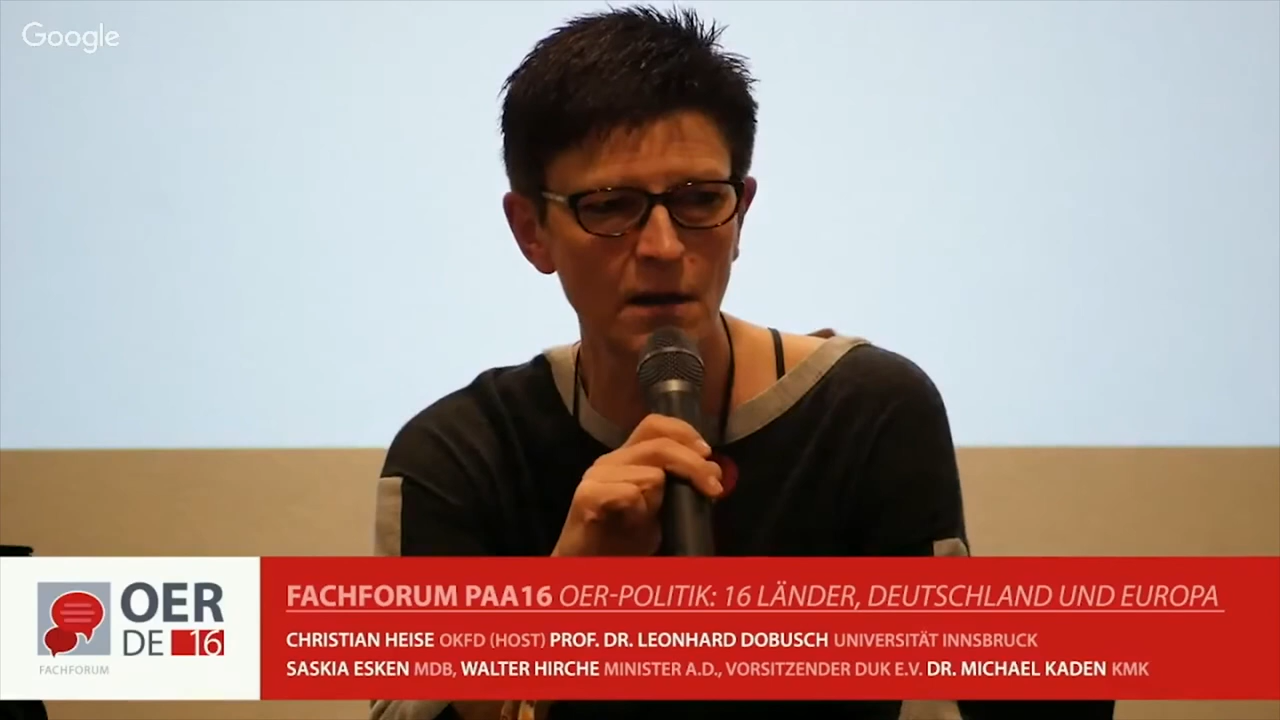 Google
OER
DE 16
FACHFORUM
FACHFORUM PAA16 OER-POLITIK: 16 LÄNDER, DEUTSCHLAND UND EUROPA
CHRISTIAN HEISE OKFD (HOST) PROF. DR. LEONHARD DOBUSCH UNIVERSITÄT INNSBRUCK
SASKIA ESKEN MDB, WALTER HIRCHE MINISTER A.D., VORSITZENDER DUK E.V. DR. MICHAEL KADEN KMK